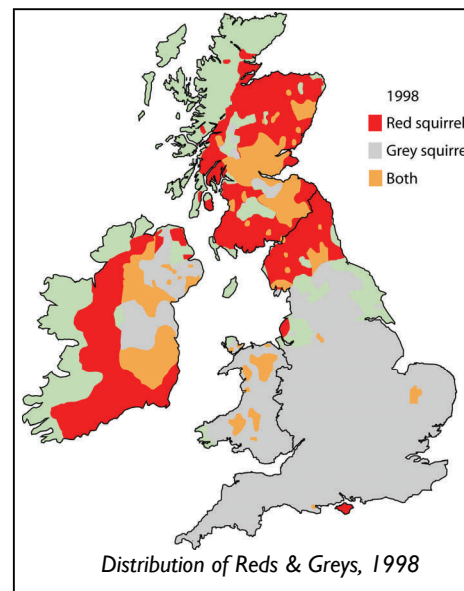 1998
Red squirrel
Grey squirre
Both
Distribution of Reds & Greys, 1998